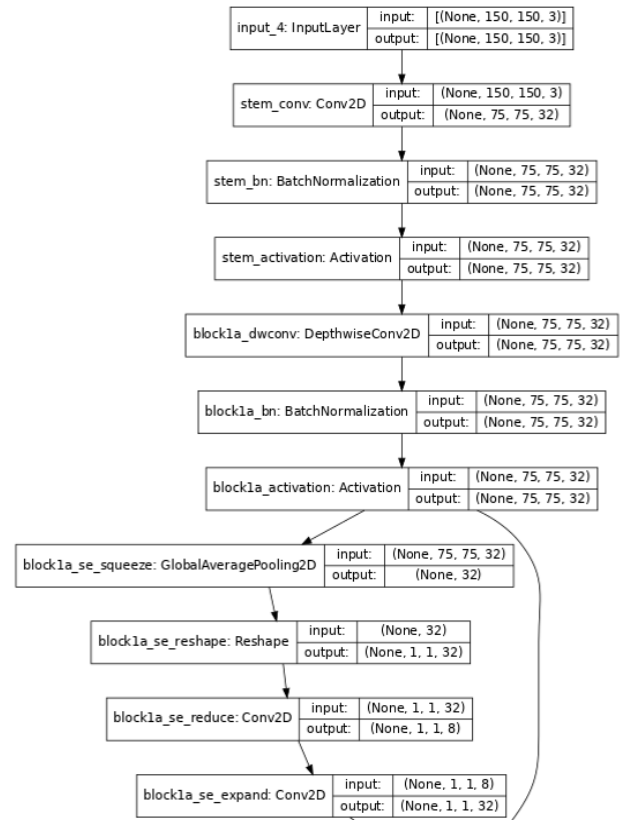 input_4: InputLayer
input: [(None, 150, 150, 3)]
output: [(None, 150, 150, 3)]
stem_conv: Conv2D
input: (None, 150, 150, 3)
output: (None, 75, 75, 32)
stem_bn: BatchNormalization
input: (None, 75, 75, 32)
output: (None, 75, 75, 32)
stem_activation: Activation
input: (None, 75, 75, 32)
output: (None, 75, 75, 32)
block1a_dwconv: DepthwiseConv2D
input: (None, 75, 75, 32)
output: (None, 75, 75, 32)
block1a_bn: BatchNormalization
input: (None, 75, 75, 32)
output: (None, 75, 75, 32)
block1a_activation: Activation
input: (None, 75, 75, 32)
output: (None, 75, 75, 32)
block1a_se_squeeze: GlobalAveragePooling2D
input: (None, 75, 75, 32)
output: (None, 32)
block1a_se_reshape: Reshape
input: (None, 32)
output: (None, 1, 1, 32)
block1a_se_reduce: Conv2D
input: (None, 1, 1, 32)
output: (None, 1, 1, 8)
block1a_se_expand: Conv2D
input: (None, 1, 1, 8)
output: (None, 1, 1, 32)